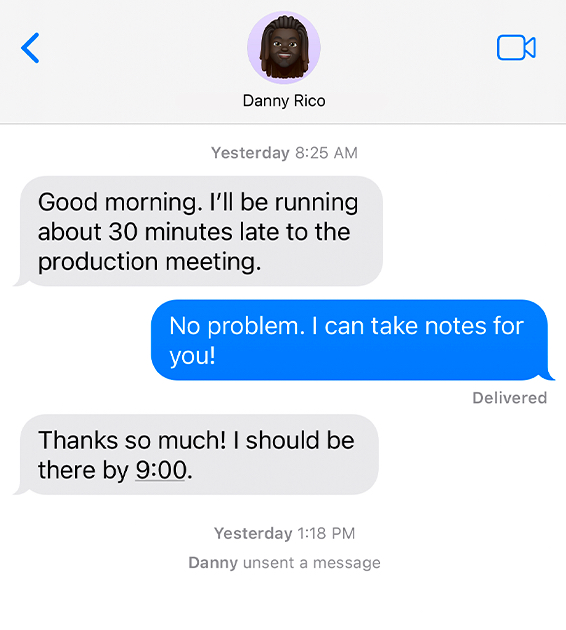 Danny Rico
Yesterday 8:25 AM
Good morning. I’ll be running
about 30 minutes late to the
production meeting.
No problem. I can take notes for
you!
Delivered
Thanks so much! I should be
there by 9:00.
Yesterday 1:18 PM
Danny unsent a message